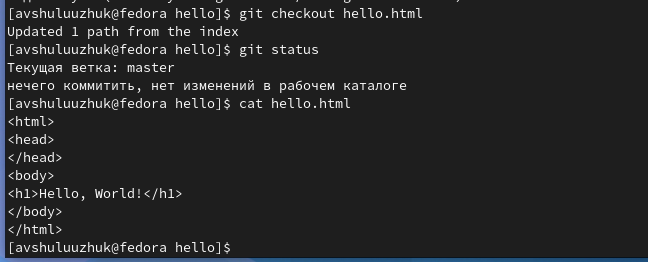 [avshuluuzhuk@fedora hello]$ git checkout hello.html
Updated 1 path from the index
[avshuluuzhuk@fedora hello]$ git status
Текущая ветка: master
нечего коммитить, нет изменений в рабочем каталоге
[avshuluuzhuk@fedora hello]$ cat hello.html
<html>
<head>
</head>
<body>
<h1>Hello, World!</h1>
</body>
</html>
[avshuluuzhuk@fedora hello]$